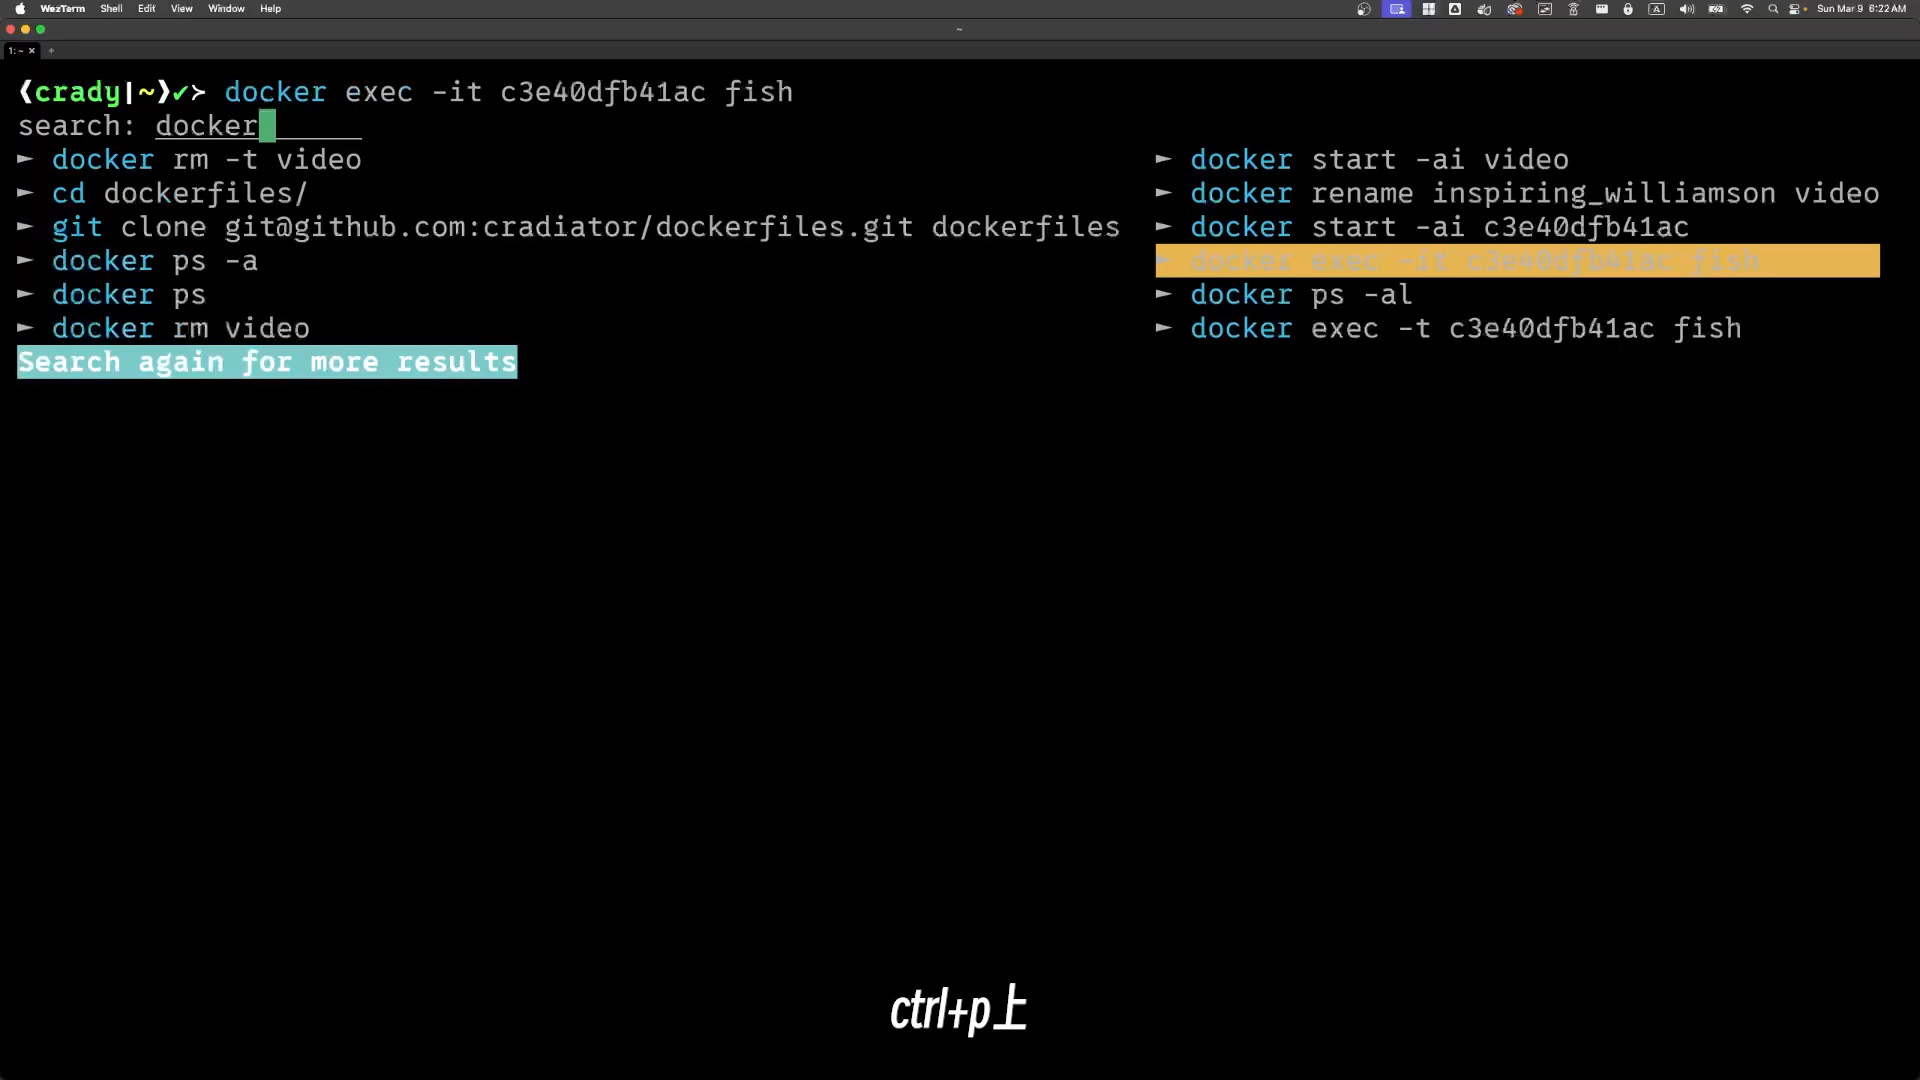 WezTerm Shell Edit View Window Help
Sun Mar 9 6:22 AM
~
1: ~ × +
❰crady|~❱✔➢ docker exec -it c3e40dfb41ac fish
search: docker
► docker rm -t video
► cd dockerfiles/
► git clone git@github.com:cradiator/dockerfiles.git dockerfiles
► docker ps -a
► docker ps
► docker rm video
► docker start -ai video
► docker rename inspiring_williamson video
► docker start -ai c3e40dfb41ac
► docker exec -it c3e40dfb41ac fish
► docker ps -al
► docker exec -t c3e40dfb41ac fish
Search again for more results
ctrl+p上